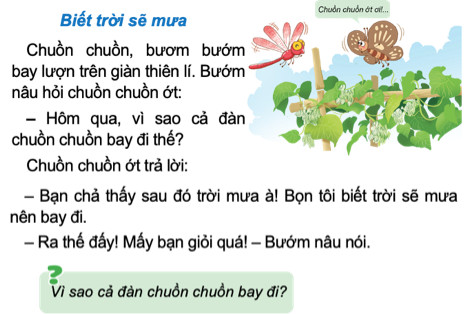 Biết trời sẽ mưa
Chuồn chuồn ớt ơi!...
Chuồn chuồn, bươm bướm
bay lượn trên giàn thiên lí. Bướm
nâu hỏi chuồn chuồn ớt:
– Hôm qua, vì sao cả đàn
chuồn chuồn bay đi thế?
Chuồn chuồn ớt trả lời:
– Bạn chả thấy sau đó trời mưa à! Bọn tôi biết trời sẽ mưa
nên bay đi.
– Ra thế đấy! Mấy bạn giỏi quá! – Bướm nâu nói.
?
Vì sao cả đàn chuồn chuồn bay đi?